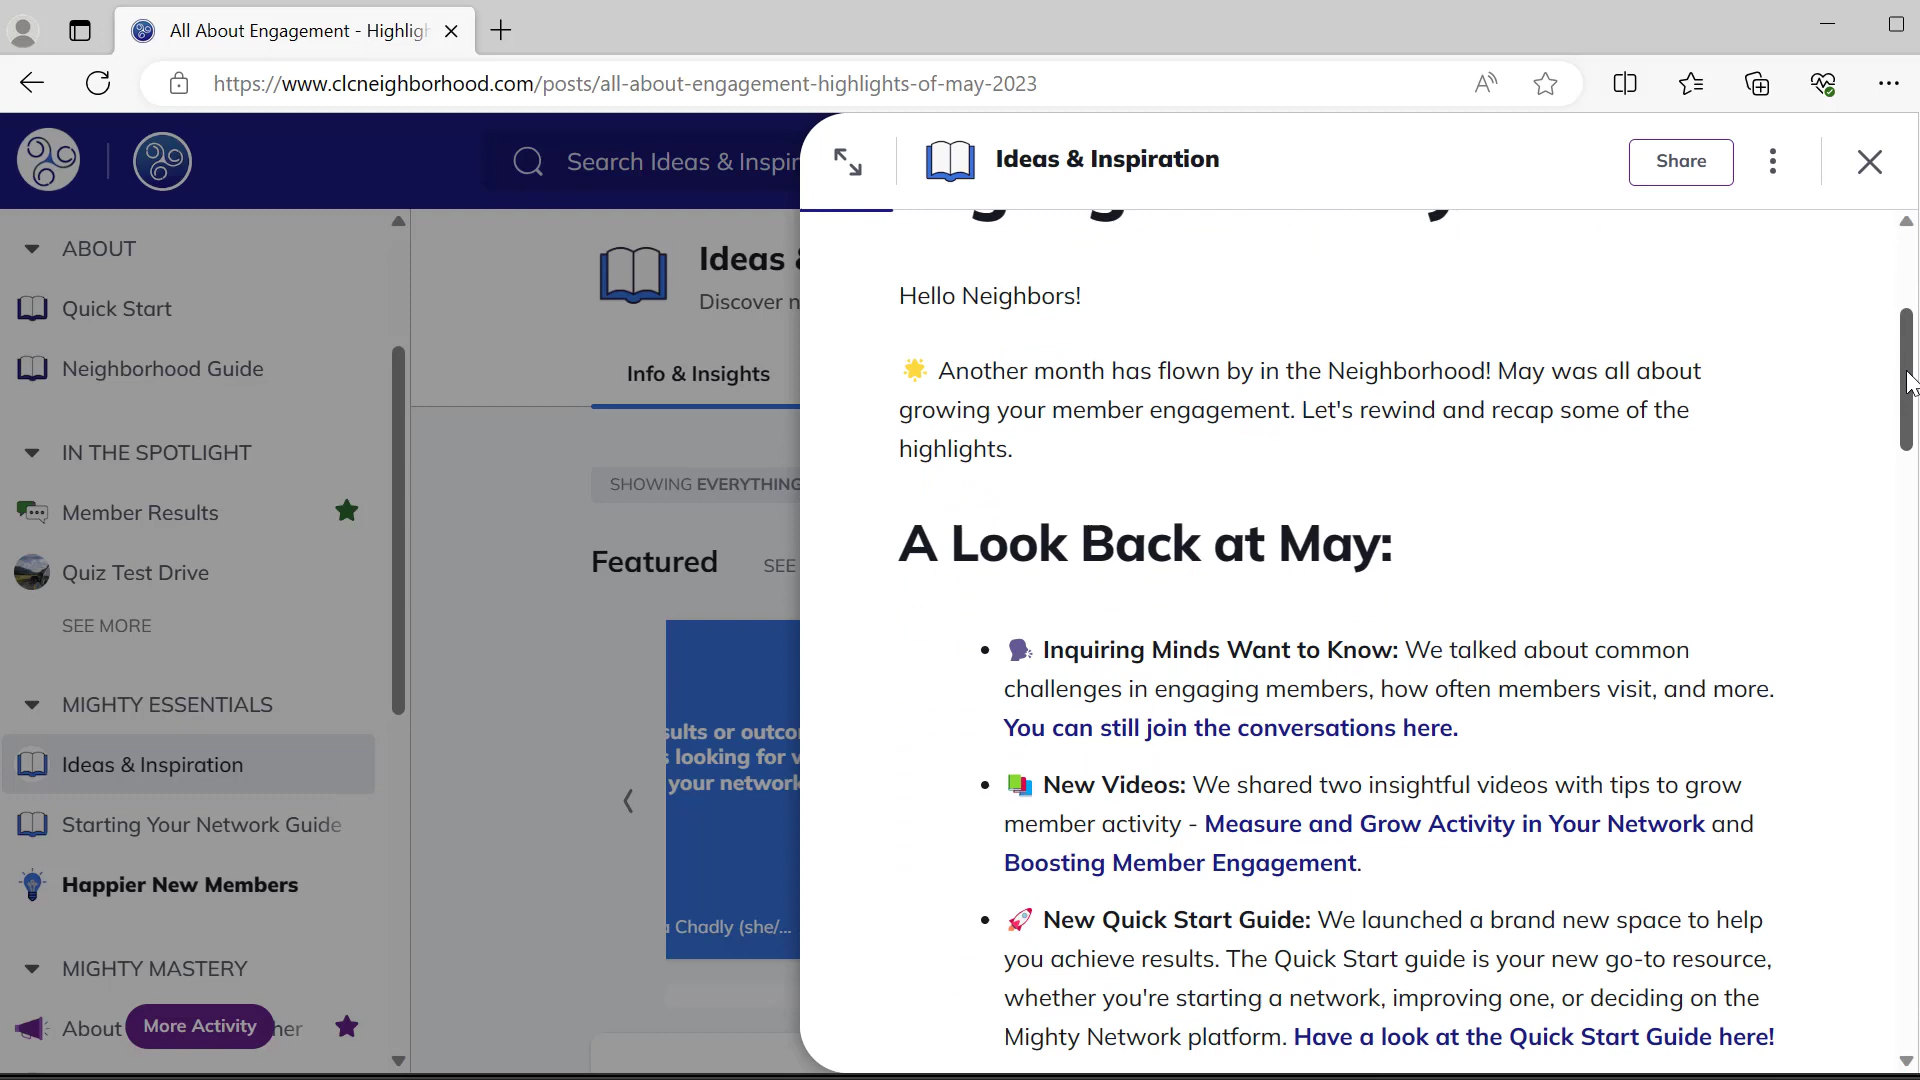 All About Engagement - Highligh
https://www.clcneighborhood.com/posts/all-about-engagement-highlights-of-may-2023
Search Ideas & Inspir
Ideas & Inspiration
Share
ABOUT
Quick Start
Neighborhood Guide
IN THE SPOTLIGHT
Member Results
Quiz Test Drive
SEE MORE
MIGHTY ESSENTIALS
Ideas & Inspiration
Starting Your Network Guide
Happier New Members
MIGHTY MASTERY
About
More Activity
her
Ideas &
Discover n
Info & Insights
SHOWING EVERYTHING
Featured
SEE
sults or outco
s looking for
your network
Chadly (she/...
Hello Neighbors!
🌟 Another month has flown by in the Neighborhood! May was all about
growing your member engagement. Let's rewind and recap some of the
highlights.
A Look Back at May:
• 🗣 Inquiring Minds Want to Know: We talked about common
challenges in engaging members, how often members visit, and more.
You can still join the conversations here.
• 📚 New Videos: We shared two insightful videos with tips to grow
member activity - Measure and Grow Activity in Your Network and
Boosting Member Engagement.
• 🚀 New Quick Start Guide: We launched a brand new space to help
you achieve results. The Quick Start guide is your new go-to resource,
whether you're starting a network, improving one, or deciding on the
Mighty Network platform. Have a look at the Quick Start Guide here!